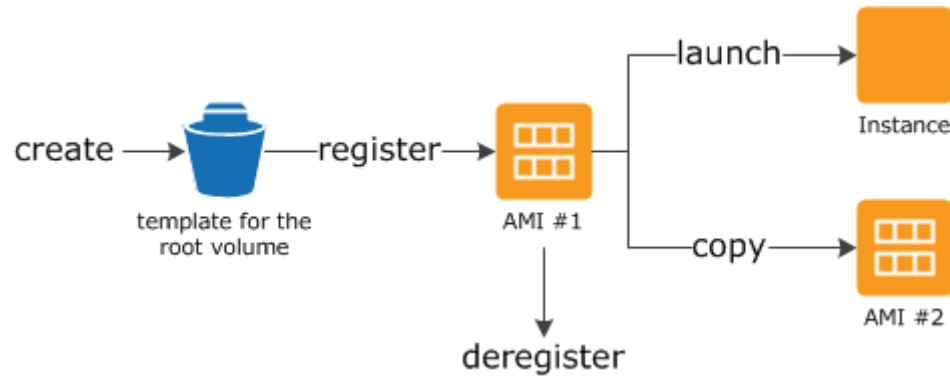 launch
Instance
create
register
template for the
root volume
AMI #1
copy
AMI #2
deregister